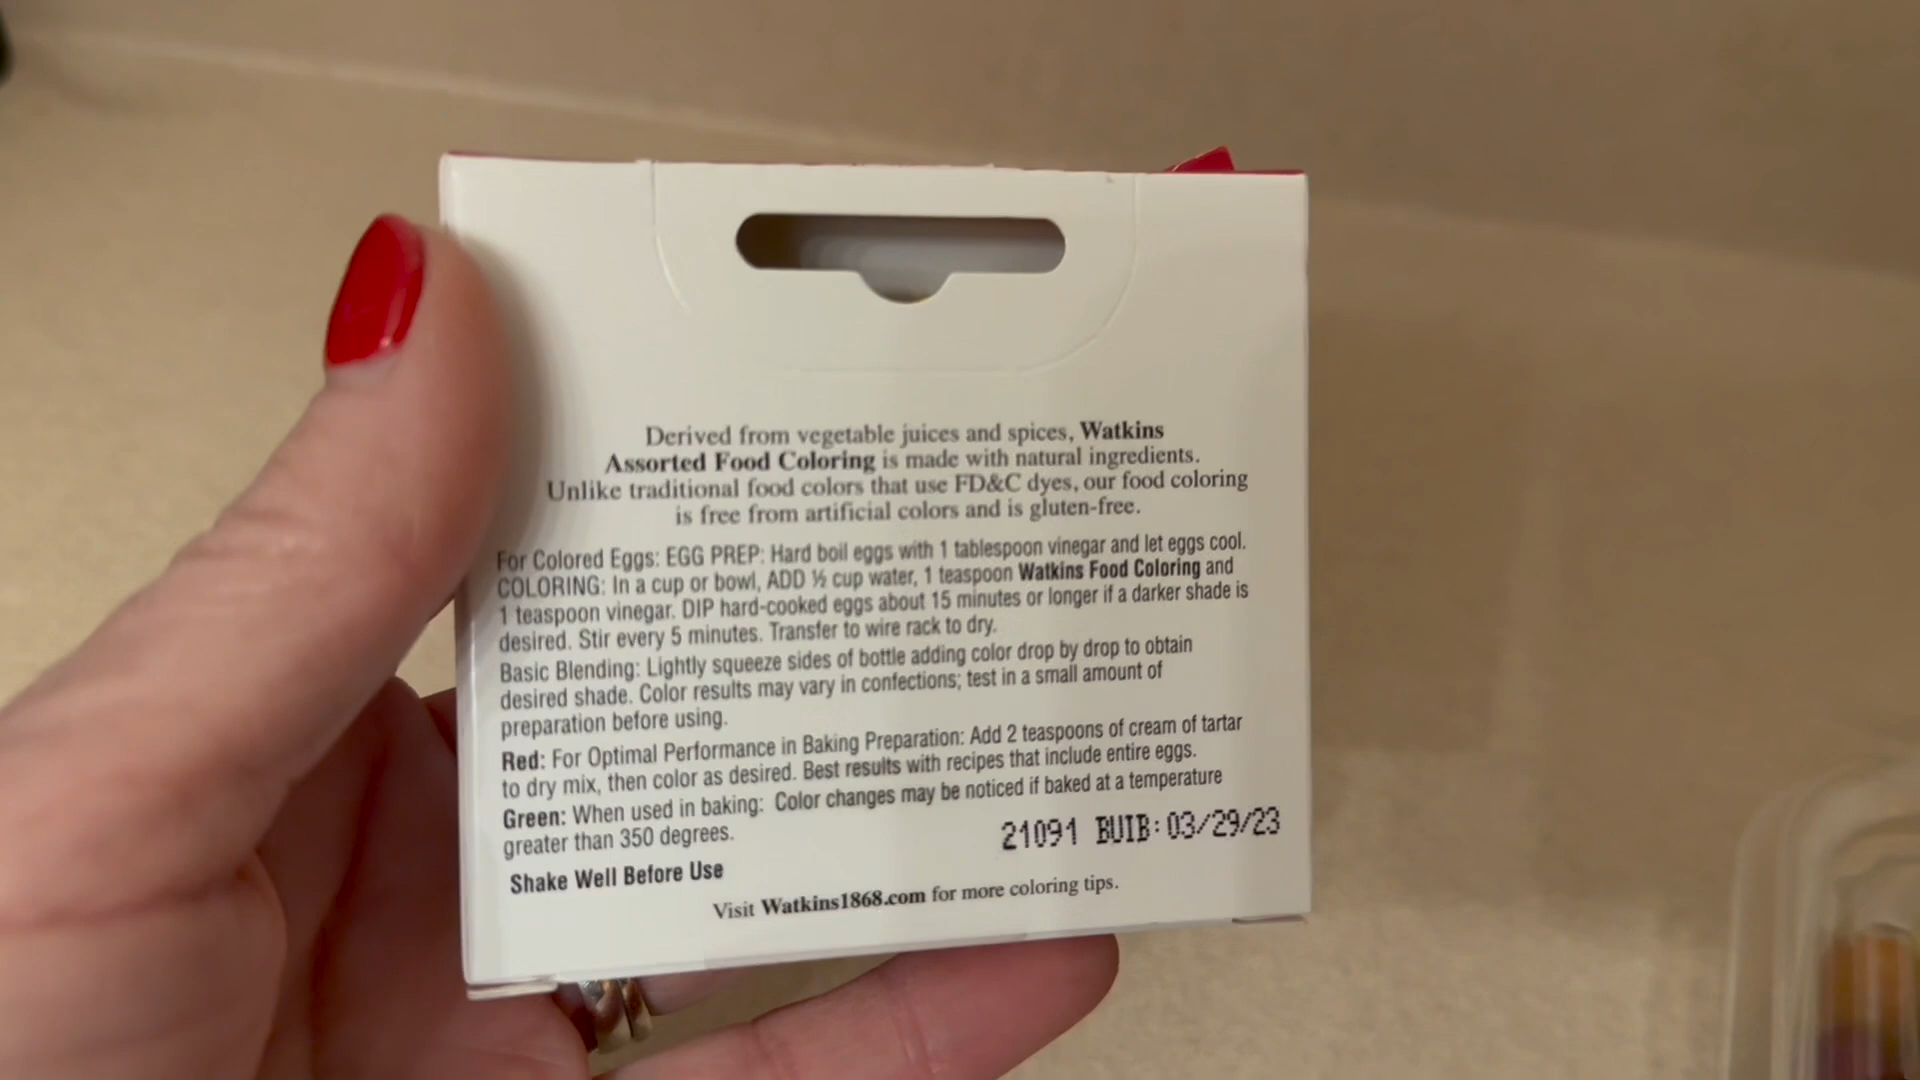 Derived from vegetable juices and spices, Watkins
Assorted Food Coloring is made with natural ingredients.
Unlike traditional food colors that use FD&C dyes, our food coloring
is free from artificial colors and is gluten-free.
For Colored Eggs: EGG PREP: Hard boil eggs with 1 tablespoon vinegar and let eggs cool.
COLORING: In a cup or bowl, ADD ½ cup water, 1 teaspoon Watkins Food Coloring and
1 teaspoon vinegar. DIP hard-cooked eggs about 15 minutes or longer if a darker shade is
desired. Stir every 5 minutes. Transfer to wire rack to dry.
Basic Blending: Lightly squeeze sides of bottle adding color drop by drop to obtain
desired shade. Color results may vary in confections; test in a small amount of
preparation before using.
Red: For Optimal Performance in Baking Preparation: Add 2 teaspoons of cream of tartar
to dry mix, then color as desired. Best results with recipes that include entire eggs.
Green: When used in baking: Color changes may be noticed if baked at a temperature
greater than 350 degrees.
21091 BUIB: 03/29/23
Shake Well Before Use
Visit Watkins1868.com for more coloring tips.